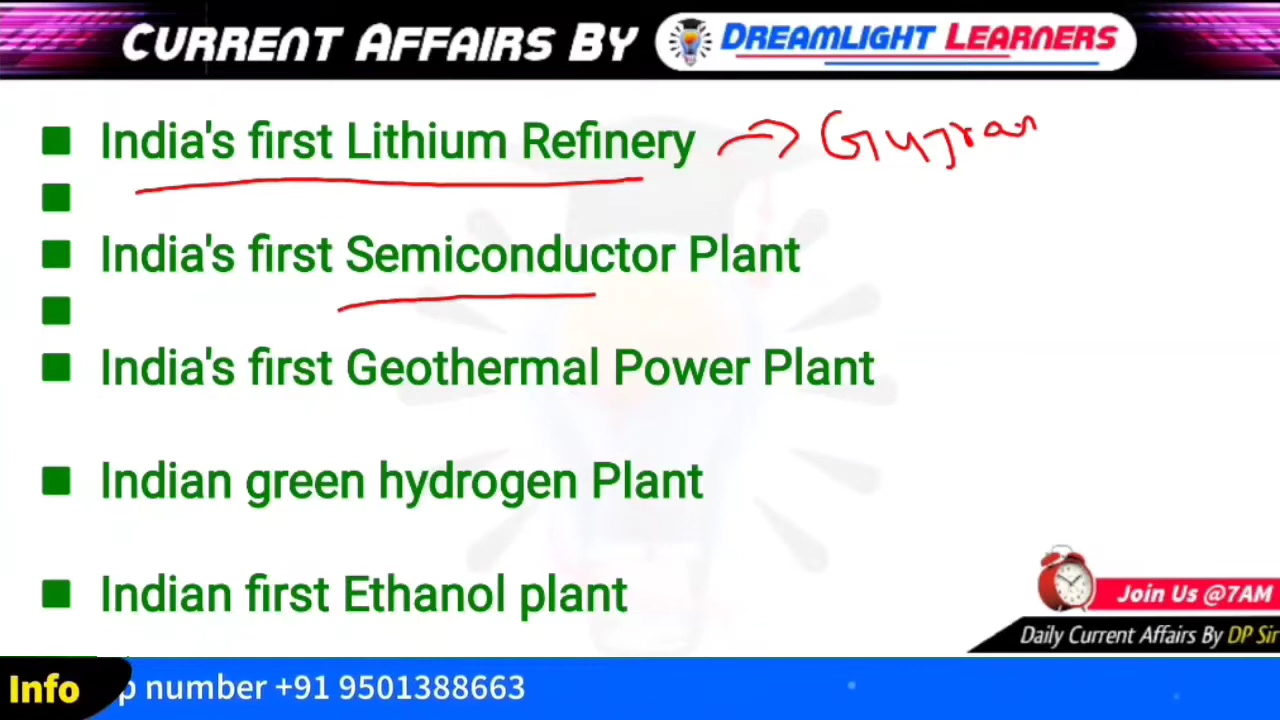 CURRENT AFFAIRS BY DREAMLIGHT LEARNERS
India's first Lithium Refinery → Gujrat
India's first Semiconductor Plant
India's first Geothermal Power Plant
Indian green hydrogen Plant
Indian first Ethanol plant
Join Us @7AM
Daily Current Affairs By DP Sir
Info p number +91 9501388663